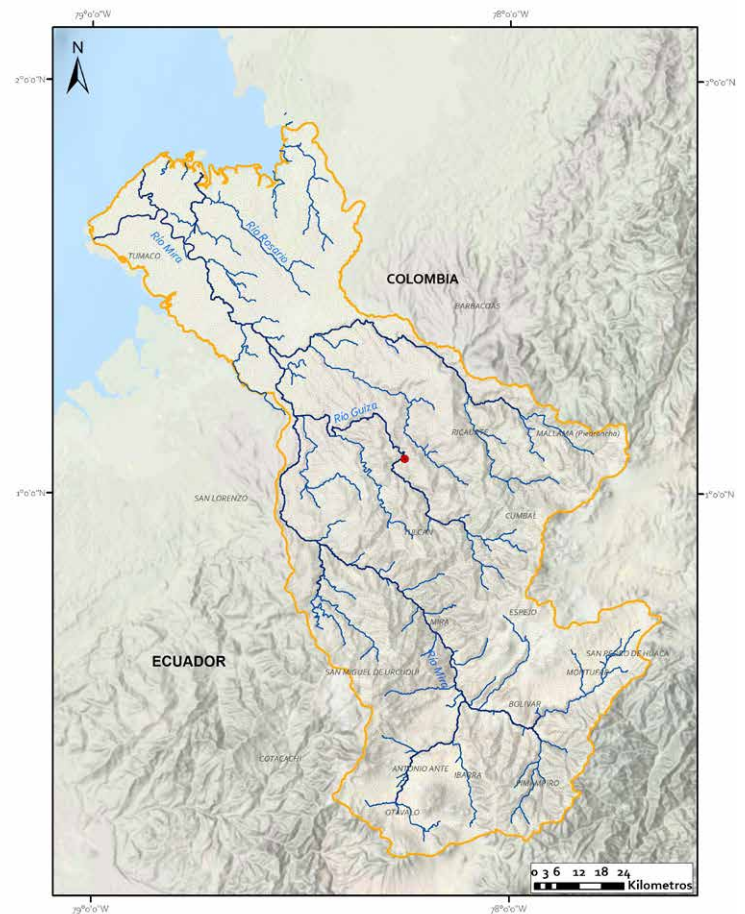 79°0'0"W
78°0'0"W
N
2°0'0"N
2°0'0"N
Río Rosario
Río Mira
TUMACO
COLOMBIA
BARBACOAS
Río Guiza
RICAURTE
MALLAMA (Piedrancha)
1°0'0"N
1°0'0"N
SAN LORENZO
CUMBAL
TULCÁN
ESPEJO
MIRA
SAN PEDRO DE HUACA
ECUADOR
Río Mira
SAN MIGUEL DE URCUQUI
MONTUFAR
BOLIVAR
COTACACHI
ANTONIO ANTE
IBARRA
PIMAMPIRO
OTAVALO
0 3 6 12 18 24
Kilometros
79°0'0"W
78°0'0"W